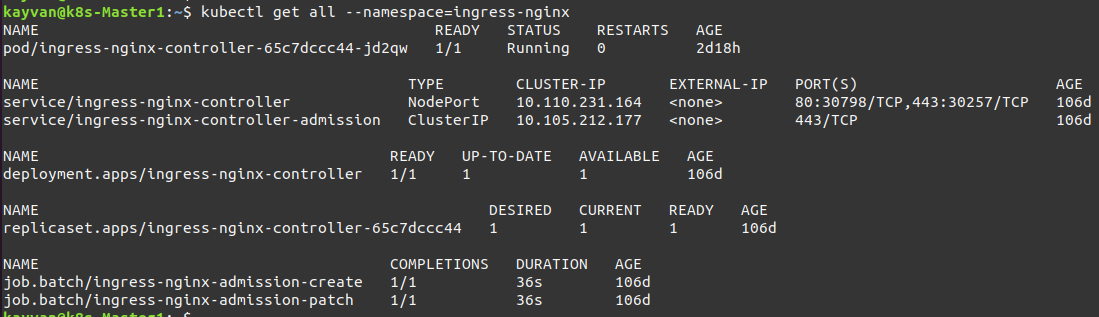 kayvan@k8s-Master1:~$ kubectl get all --namespace=ingress-nginx
NAME                                            READY   STATUS    RESTARTS   AGE
pod/ingress-nginx-controller-65c7dccc44-jd2qw   1/1     Running   0          2d18h
NAME                                         TYPE        CLUSTER-IP       EXTERNAL-IP   PORT(S)                      AGE
service/ingress-nginx-controller             NodePort    10.110.231.164   <none>        80:30798/TCP,443:30257/TCP   106d
service/ingress-nginx-controller-admission   ClusterIP   10.105.212.177   <none>        443/TCP                      106d
NAME                                       READY   UP-TO-DATE   AVAILABLE   AGE
deployment.apps/ingress-nginx-controller   1/1     1            1           106d
NAME                                                  DESIRED   CURRENT   READY   AGE
replicaset.apps/ingress-nginx-controller-65c7dccc44   1         1         1       106d
NAME                                       COMPLETIONS   DURATION   AGE
job.batch/ingress-nginx-admission-create   1/1           36s        106d
job.batch/ingress-nginx-admission-patch    1/1           36s        106d
kayvan@k8s-Master1:~$